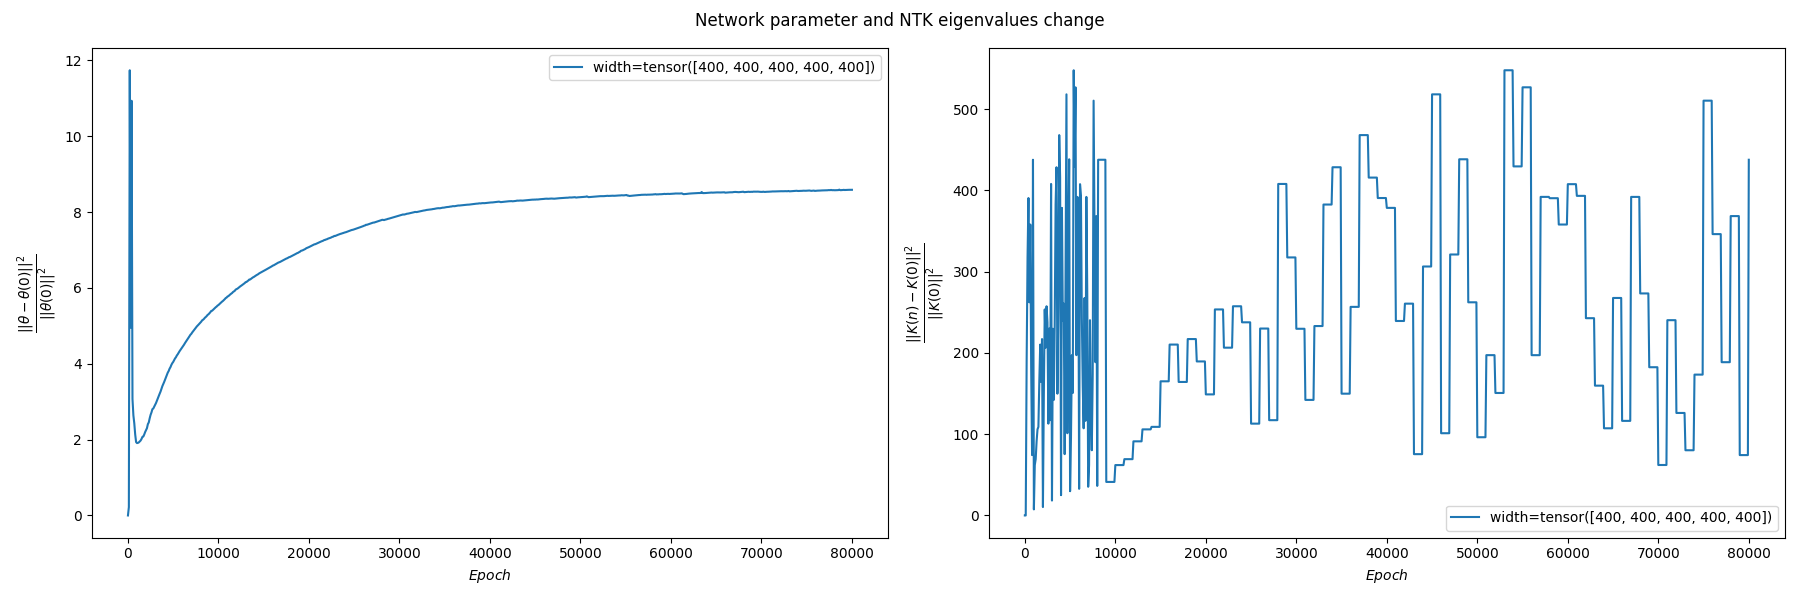 Network parameter and NTK eigenvalues change
||θ − θ(0)||²
||θ(0)||²
12
10
8
6
4
2
0
width=tensor([400, 400, 400, 400, 400])
0 10000 20000 30000 40000 50000 60000 70000 80000
Epoch
||K(n) − K(0)||²
||K(0)||²
500
400
300
200
100
0
width=tensor([400, 400, 400, 400, 400])
0 10000 20000 30000 40000 50000 60000 70000 80000
Epoch